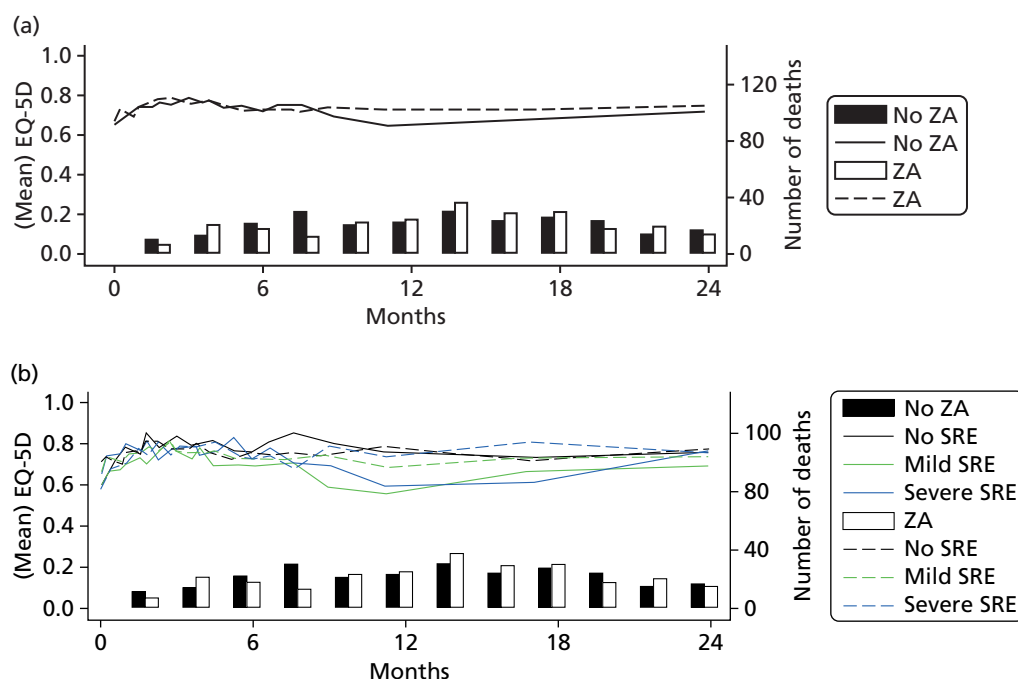 (a)
1.0
0.8
0.6
0.4
0.2
0.0
(Mean) EQ-5D
120
80
40
0
Number of deaths
0 6 12 18 24
Months
No ZA
No ZA
ZA
ZA
(b)
1.0
0.8
0.6
0.4
0.2
0.0
(Mean) EQ-5D
100
80
40
0
Number of deaths
0 6 12 18 24
Months
No ZA
No SRE
Mild SRE
Severe SRE
ZA
No SRE
Mild SRE
Severe SRE